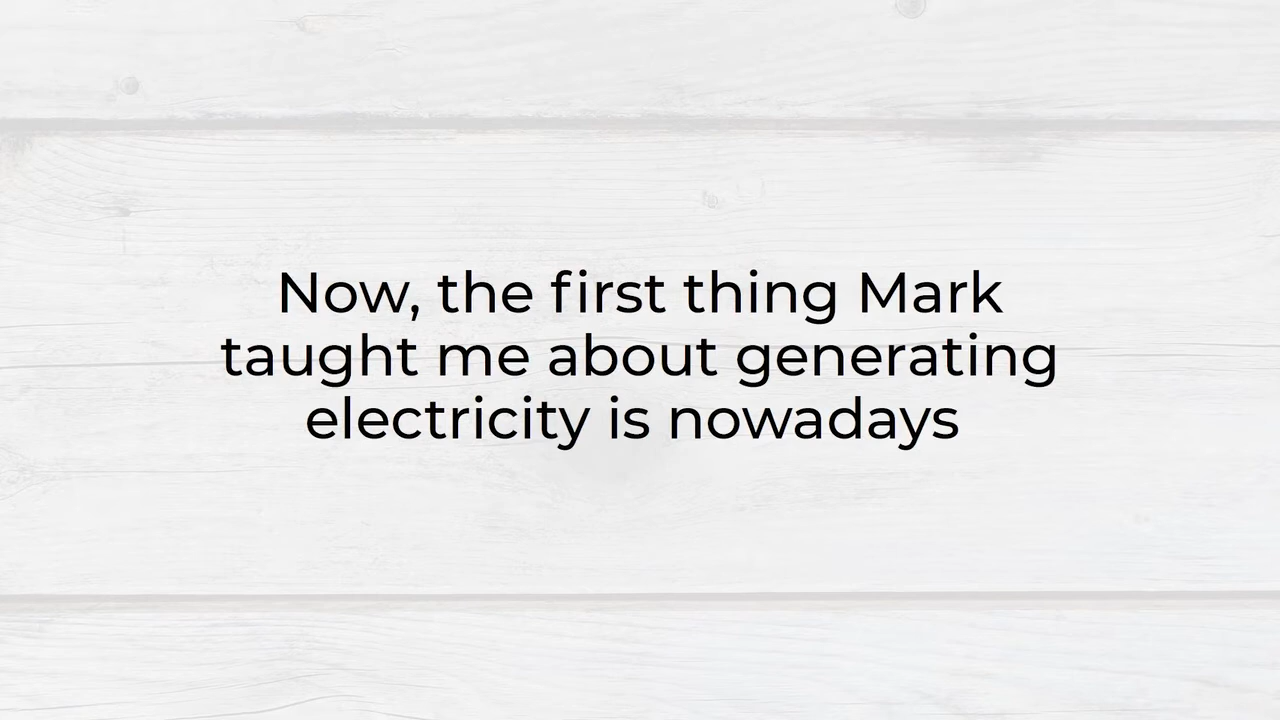 Now, the first thing Mark
taught me about generating
electricity is nowadays